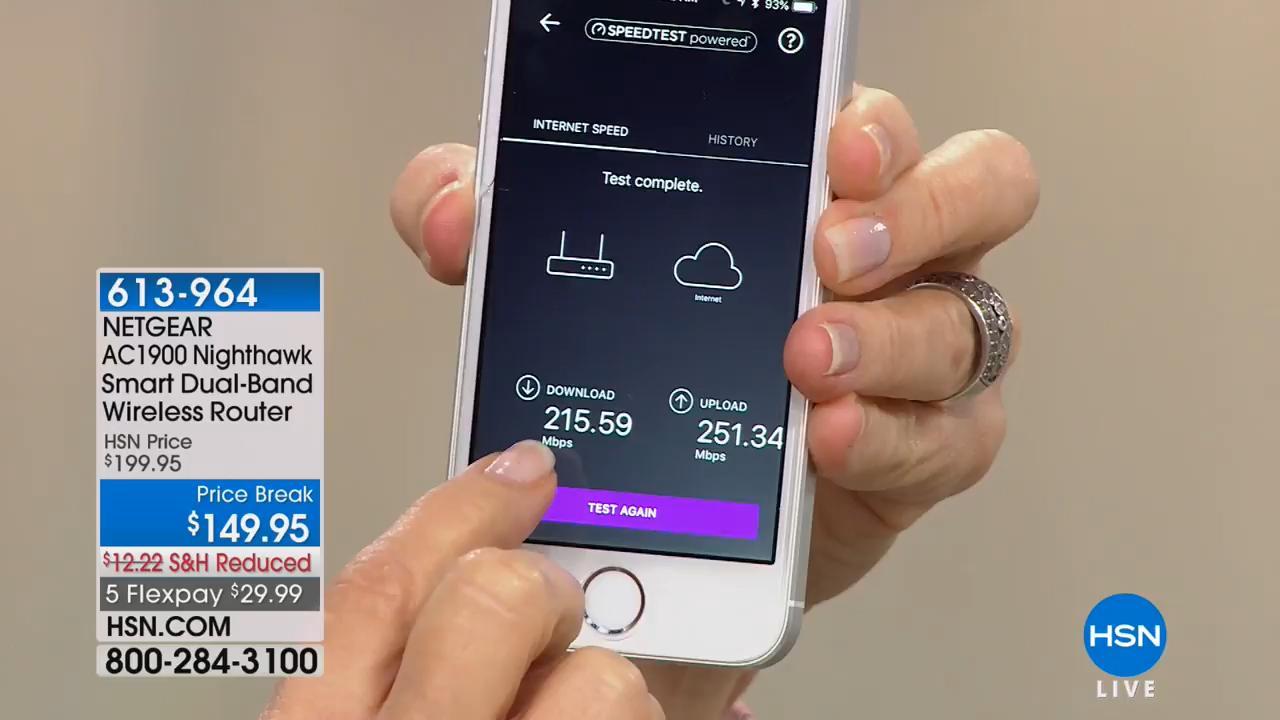 93%
SPEEDTEST powered
?
INTERNET SPEED
HISTORY
Test complete.
Internet
DOWNLOAD
215.59
Mbps
UPLOAD
251.34
Mbps
TEST AGAIN
613-964
NETGEAR
AC1900 Nighthawk
Smart Dual-Band
Wireless Router
HSN Price
$199.95
Price Break
$149.95
$12.22 S&H Reduced
5 Flexpay $29.99
HSN.COM
800-284-3100
HSN
LIVE